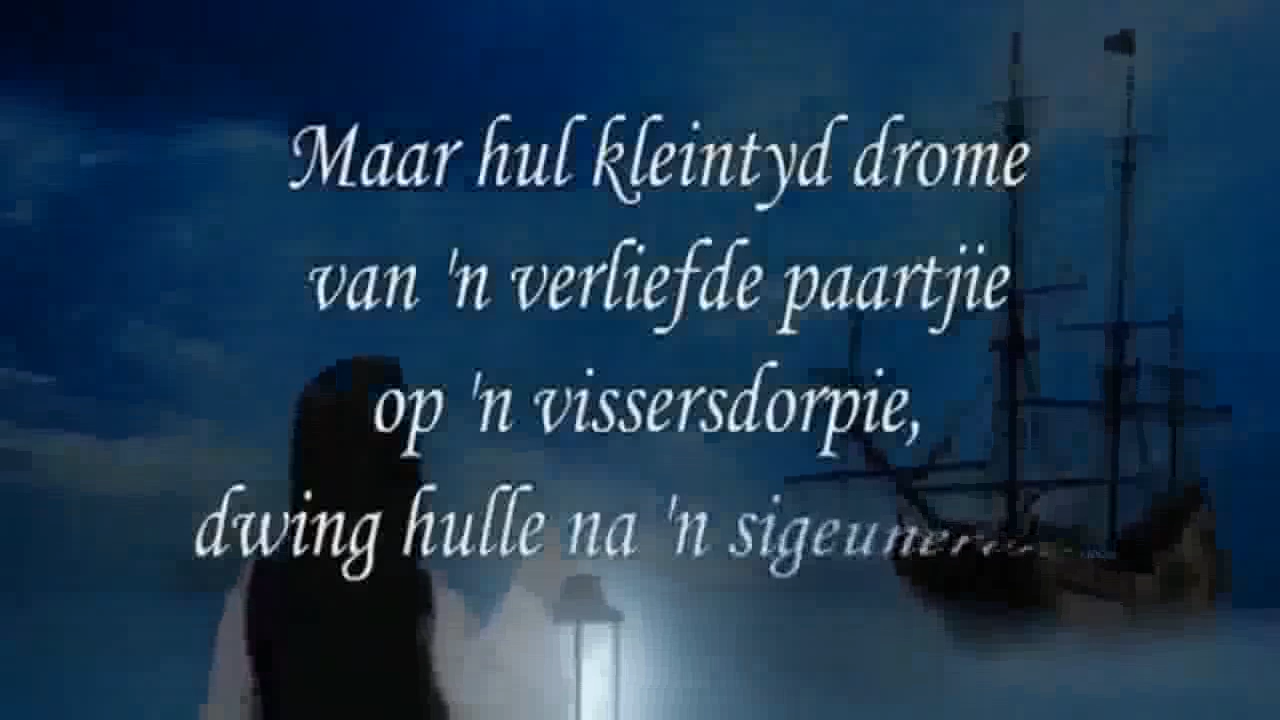 Maar hul kleintyd drome
van 'n verliefde paartjie
op 'n vissersdorpie,
dwing hulle na 'n